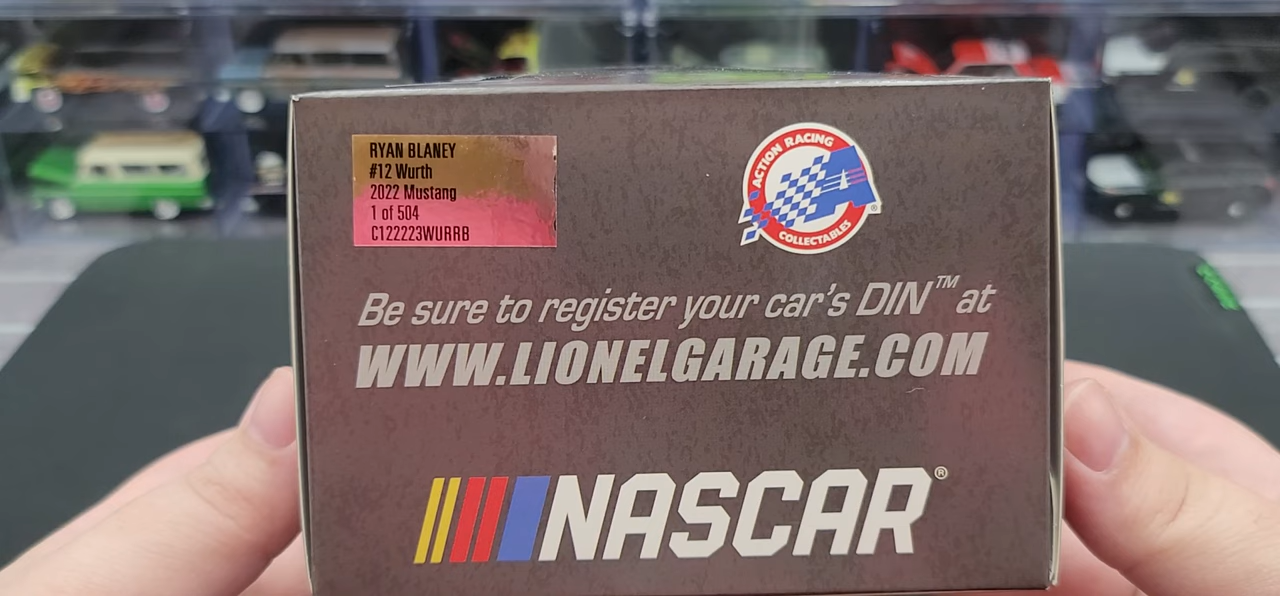 RYAN BLANEY
#12 Wurth
2022 Mustang
1 of 504
C122223WURRB
ACTION RACING
COLLECTABLES
®
Be sure to register your car's DIN™ at
WWW.LIONELGARAGE.COM
NASCAR®